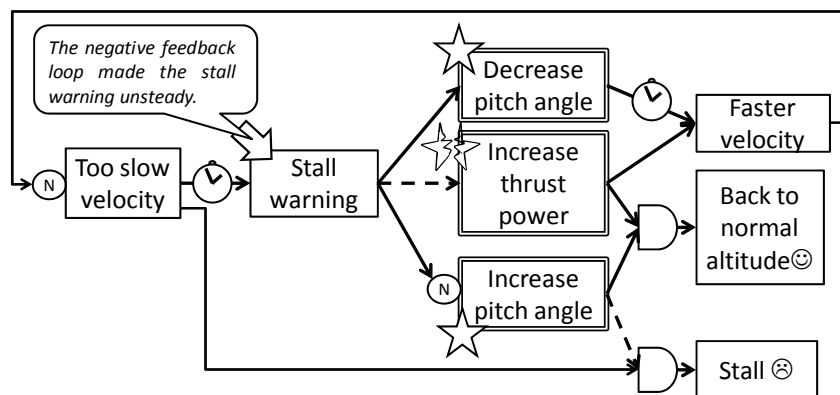 The negative feedback
loop made the stall
warning unsteady.
Decrease
pitch angle
Faster
velocity
N
Too slow
velocity
Stall
warning
Increase
thrust
power
Back to
normal
altitude☺
N
Increase
pitch angle
Stall ☹